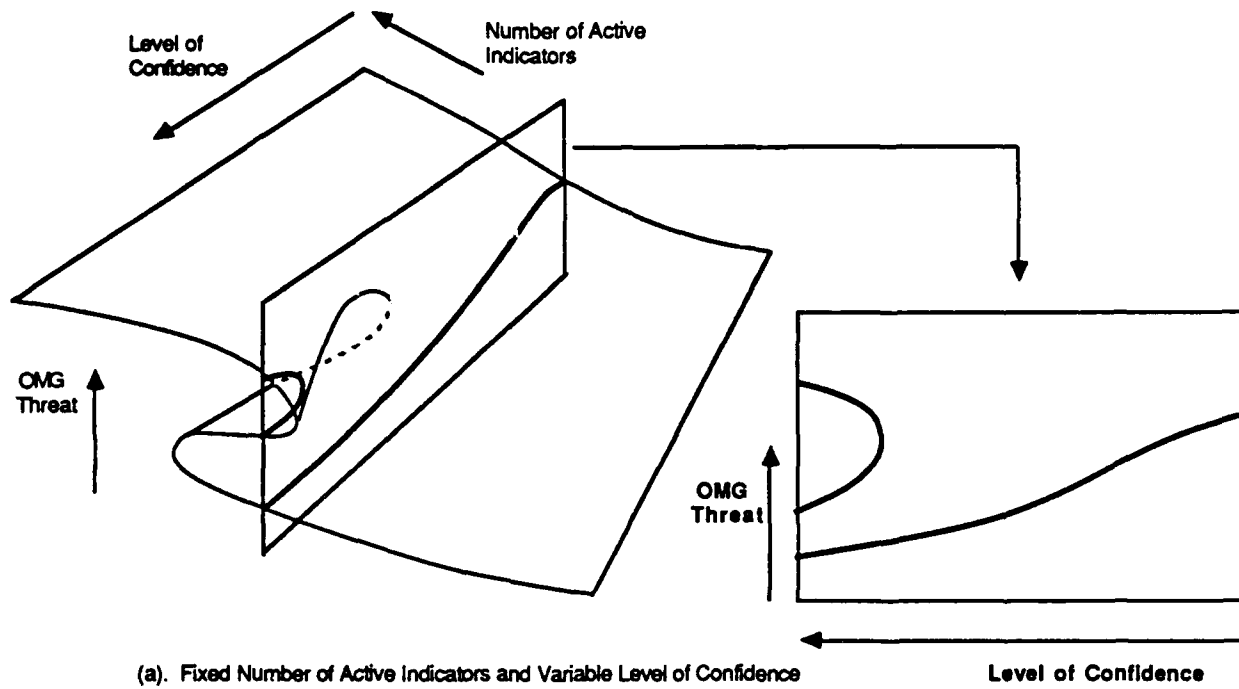 Level of
Confidence
Number of Active
Indicators
OMG
Threat
OMG
Threat
(a). Fixed Number of Active Indicators and Variable Level of Confidence
Level of Confidence